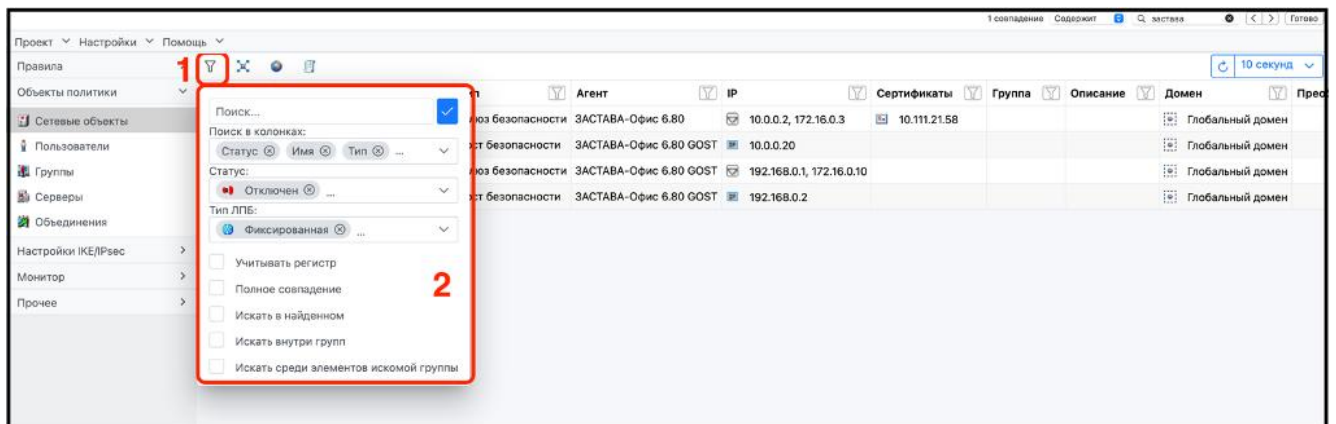 1 совпадение Содержит застава Готово
Проект Настройки Помощь
Правила
1
10 секунд
Объекты политики
Агент IP Сертификаты Группа Описание Домен
Сетевые объекты
Пользователи
Группы
Серверы
Объединения
Настройки IKE/IPsec
Монитор
Прочее
Поиск...
Поиск в колонках:
Статус Имя Тип ...
Статус:
Отключен ...
Тип ЛПБ:
Фиксированная ...
Учитывать регистр
Полное совпадение
Искать в найденном
Искать внутри групп
Искать среди элементов искомой группы
2
безопасности ЗАСТАВА-Офис 6.80 10.0.0.2, 172.16.0.3 10.111.21.58 Глобальный домен
безопасности ЗАСТАВА-Офис 6.80 GOST 10.0.0.20 Глобальный домен
безопасности ЗАСТАВА-Офис 6.80 GOST 192.168.0.1, 172.16.0.10 Глобальный домен
безопасности ЗАСТАВА-Офис 6.80 GOST 192.168.0.2 Глобальный домен